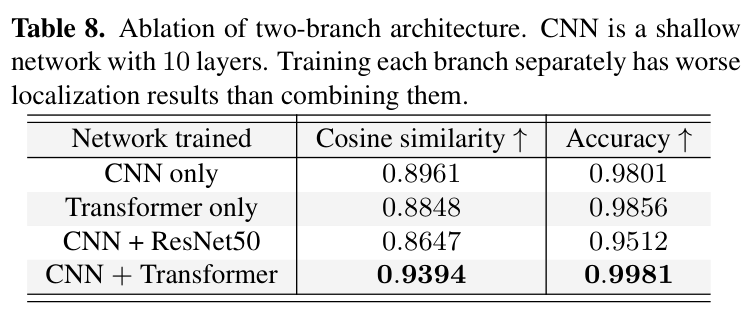 Table 8. Ablation of two-branch architecture. CNN is a shallow
network with 10 layers. Training each branch separately has worse
localization results than combining them.
Network trained Cosine similarity ↑ Accuracy ↑
CNN only 0.8961 0.9801
Transformer only 0.8848 0.9856
CNN + ResNet50 0.8647 0.9512
CNN + Transformer 0.9394 0.9981